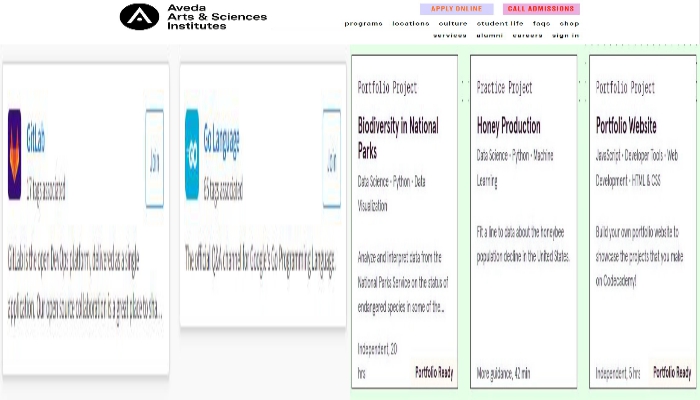 Aveda
Arts & Sciences
Institutes
APPLY ONLINE
CALL ADMISSIONS
programs locations culture student life faqs shop
services alumni careers sign in
GitLab
Join
GitLab is the open DevOps platform, delivered as a single
application. Our open source collaboration is a great place to sha...
Go Language
tags associated
Join
The official Q&A channel for Google's Go Programming Language.
Portfolio Project
Biodiversity in National
Parks
Data Science • Python • Data
Visualization
Analyze and interpret data from the
National Parks Service on the status of
endangered species in some of the...
Independent, 20
hrs
Portfolio Ready
Practice Project
Honey Production
Data Science • Python • Machine
Learning
Fit a line to data about the honeybee
population decline in the United States.
More guidance, 42 min
Portfolio Project
Portfolio Website
JavaScript • Developer Tools • Web
Development • HTML & CSS
Build your own portfolio website to
showcase the projects that you make
on Codecademy!
Independent, 5 hrs
Portfolio Ready